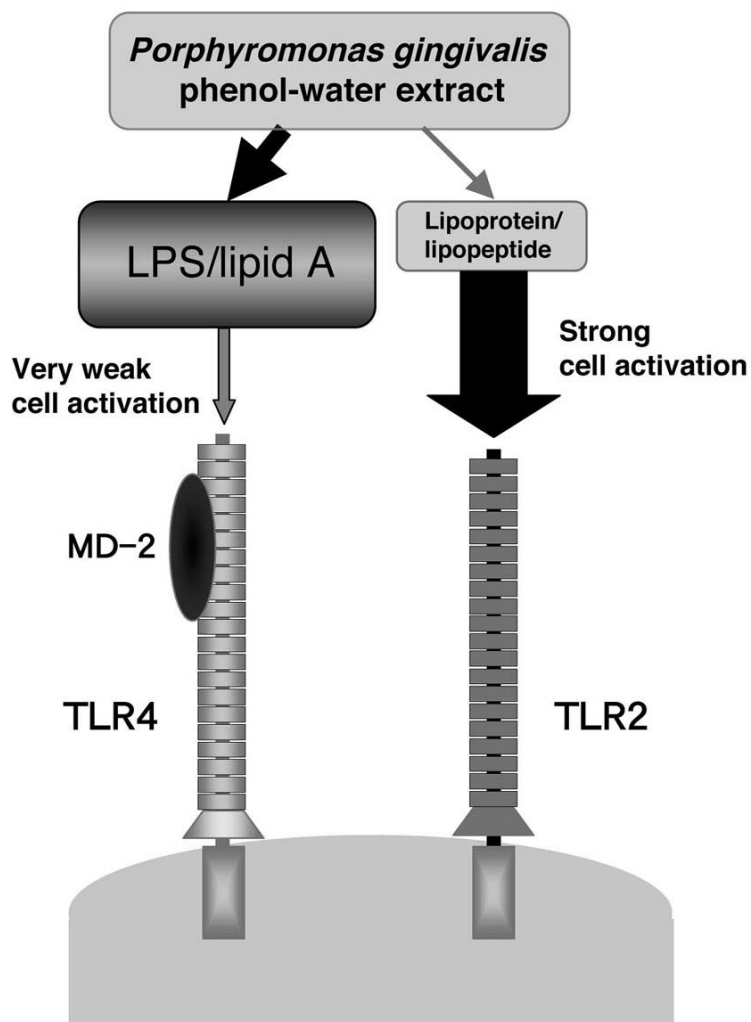 Porphyromonas gingivalis
phenol-water extract
LPS/lipid A
Lipoprotein/
lipopeptide
Very weak
cell activation
Strong
cell activation
MD-2
TLR4
TLR2